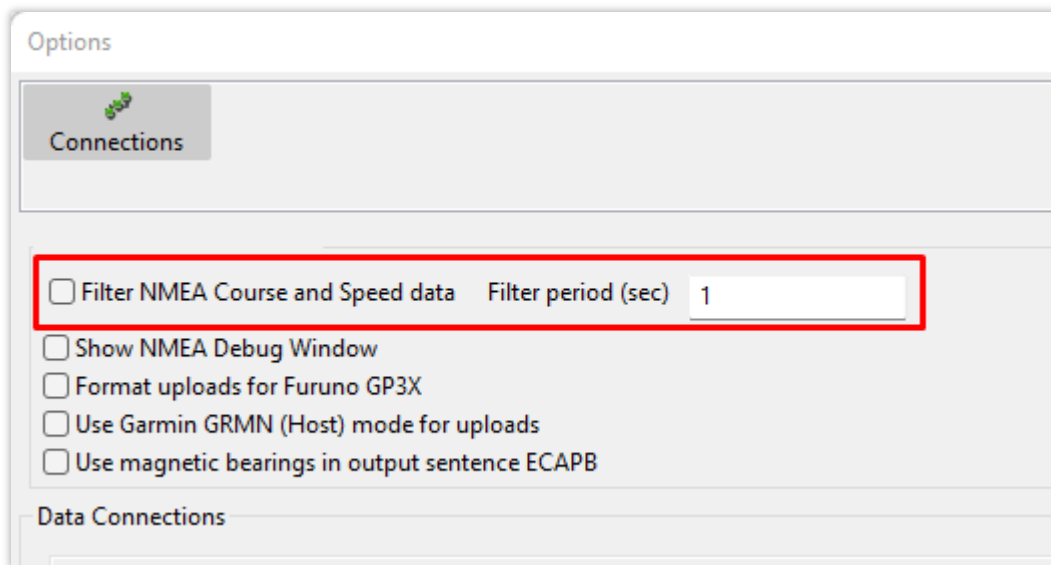 Options
Connections
Filter NMEA Course and Speed data Filter period (sec) 1
Show NMEA Debug Window
Format uploads for Furuno GP3X
Use Garmin GRMN (Host) mode for uploads
Use magnetic bearings in output sentence ECAPB
Data Connections